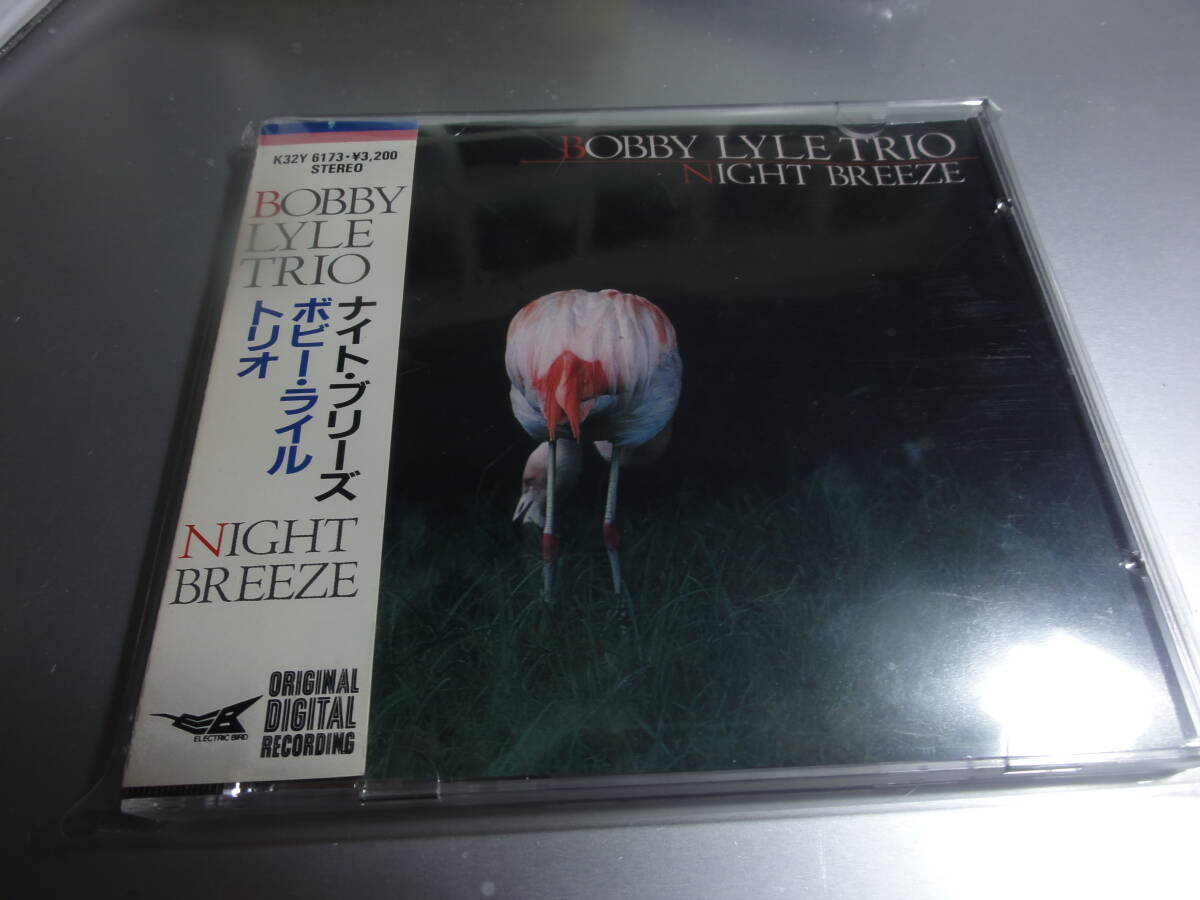 K32Y 6173・¥3,200
STEREO
BOBBY
LYLE
TRIO
ナイト・ブリーズ
ボビー・ライル
トリオ
NIGHT
BREEZE
EB
ELECTRIC BIRD
ORIGINAL
DIGITAL
RECORDING
BOBBY LYLE TRIO
NIGHT BREEZE